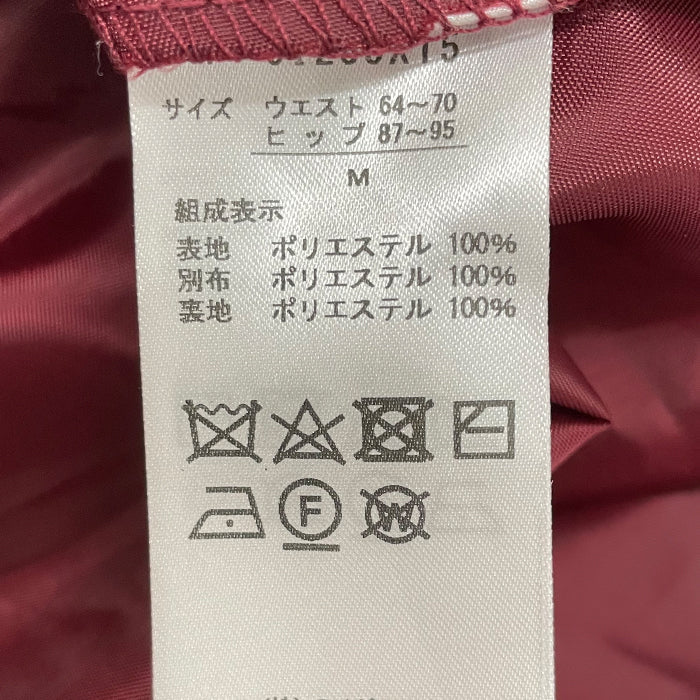 サイズ ウエスト 64～70
ヒップ 87～95
M
組成表示
表地 ポリエステル 100%
別布 ポリエステル 100%
裏地 ポリエステル 100%
F
W